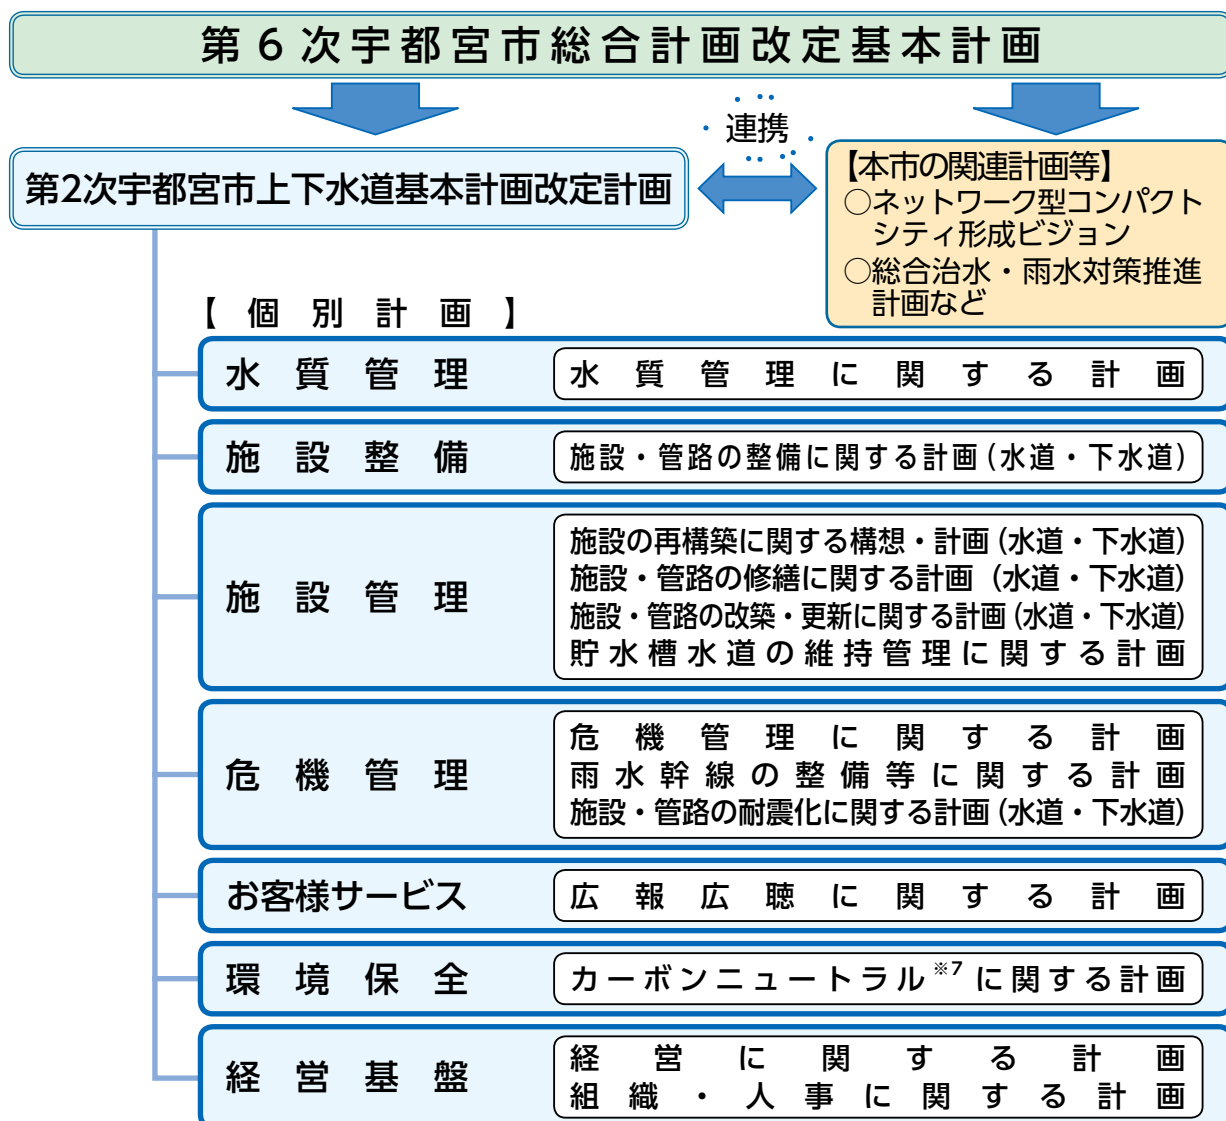 第6次宇都宮市総合計画改定基本計画
連携
第2次宇都宮市上下水道基本計画改定計画
【本市の関連計画等】
○ネットワーク型コンパクト
シティ形成ビジョン
○総合治水・雨水対策推進
計画など
【個別計画】
水質管理
水質管理に関する計画
施設整備
施設・管路の整備に関する計画(水道・下水道)
施設管理
施設の再構築に関する構想・計画(水道・下水道)
施設・管路の修繕に関する計画(水道・下水道)
施設・管路の改築・更新に関する計画(水道・下水道)
貯水槽水道の維持管理に関する計画
危機管理
危機管理に関する計画
雨水幹線の整備等に関する計画
施設・管路の耐震化に関する計画(水道・下水道)
お客様サービス
広報広聴に関する計画
環境保全
カーボンニュートラル※7に関する計画
経営基盤
経営に関する計画
組織・人事に関する計画